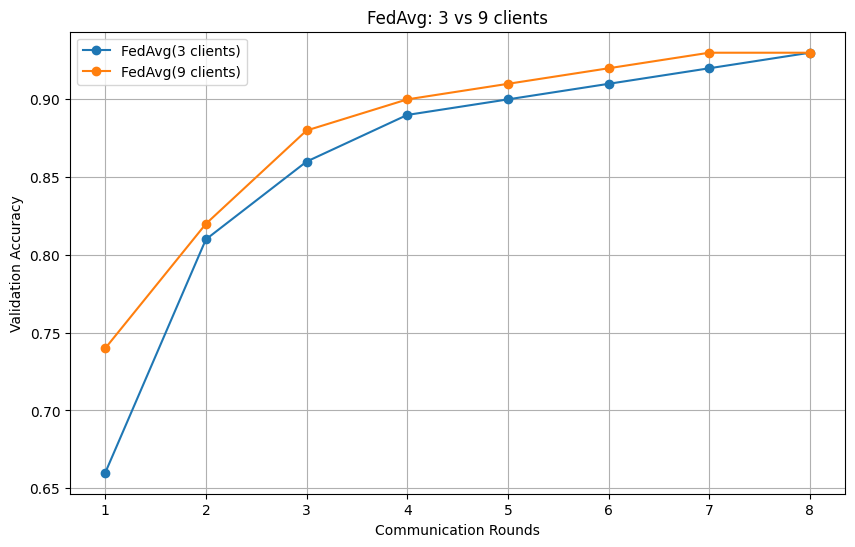 FedAvg: 3 vs 9 clients
FedAvg(3 clients)
FedAvg(9 clients)
Validation Accuracy
0.90
0.85
0.80
0.75
0.70
0.65
1 2 3 4 5 6 7 8
Communication Rounds